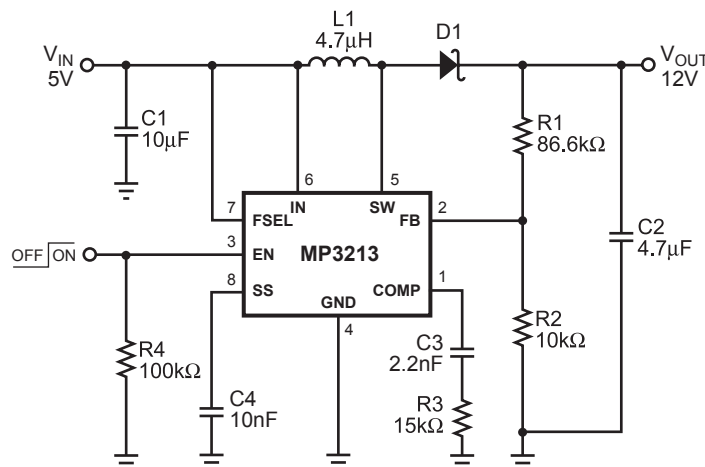 L1
4.7μH
D1
VIN
5V
VOUT
12V
C1
10μF
R1
86.6kΩ
6
5
7
IN
SW
2
FSEL
FB
C2
4.7μF
3
OFF ON
EN
MP3213
8
1
SS
COMP
GND
4
R2
10kΩ
C3
2.2nF
R4
100kΩ
C4
10nF
R3
15kΩ